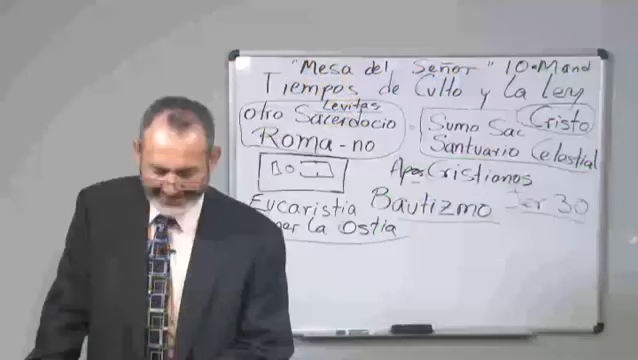 "Mesa del Señor" 10-Mand
Tiempos de Culto y la Ley
Levitas
otro Sacerdocio
Roma-no
Sumo Sac Cristo
Santuario Celestial
Cristianos
Eucaristia Bautizmo Jer 30
la Ostia